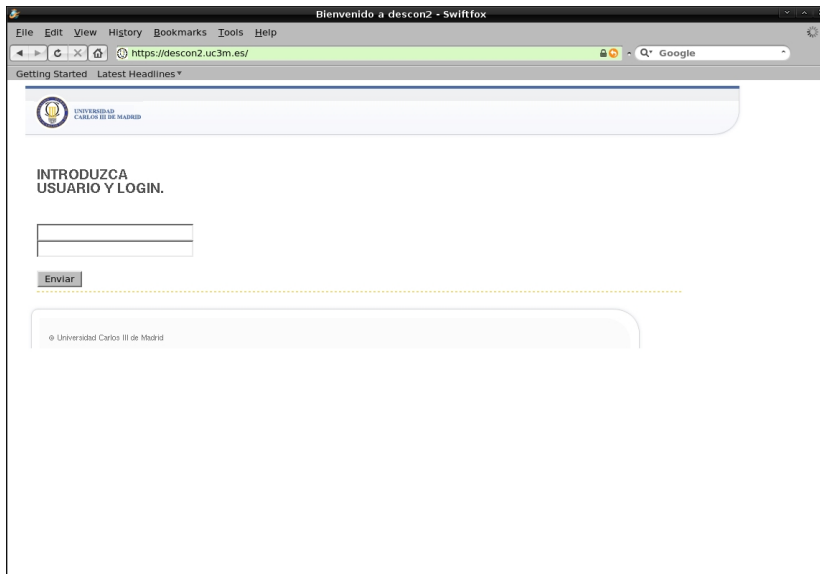 Bienvenido a descon2 - Swiftfox
File Edit View History Bookmarks Tools Help
https://descon2.uc3m.es/ Google
Getting Started Latest Headlines
UNIVERSIDAD
CARLOS III DE MADRID
INTRODUZCA
USUARIO Y LOGIN.
Enviar
© Universidad Carlos III de Madrid